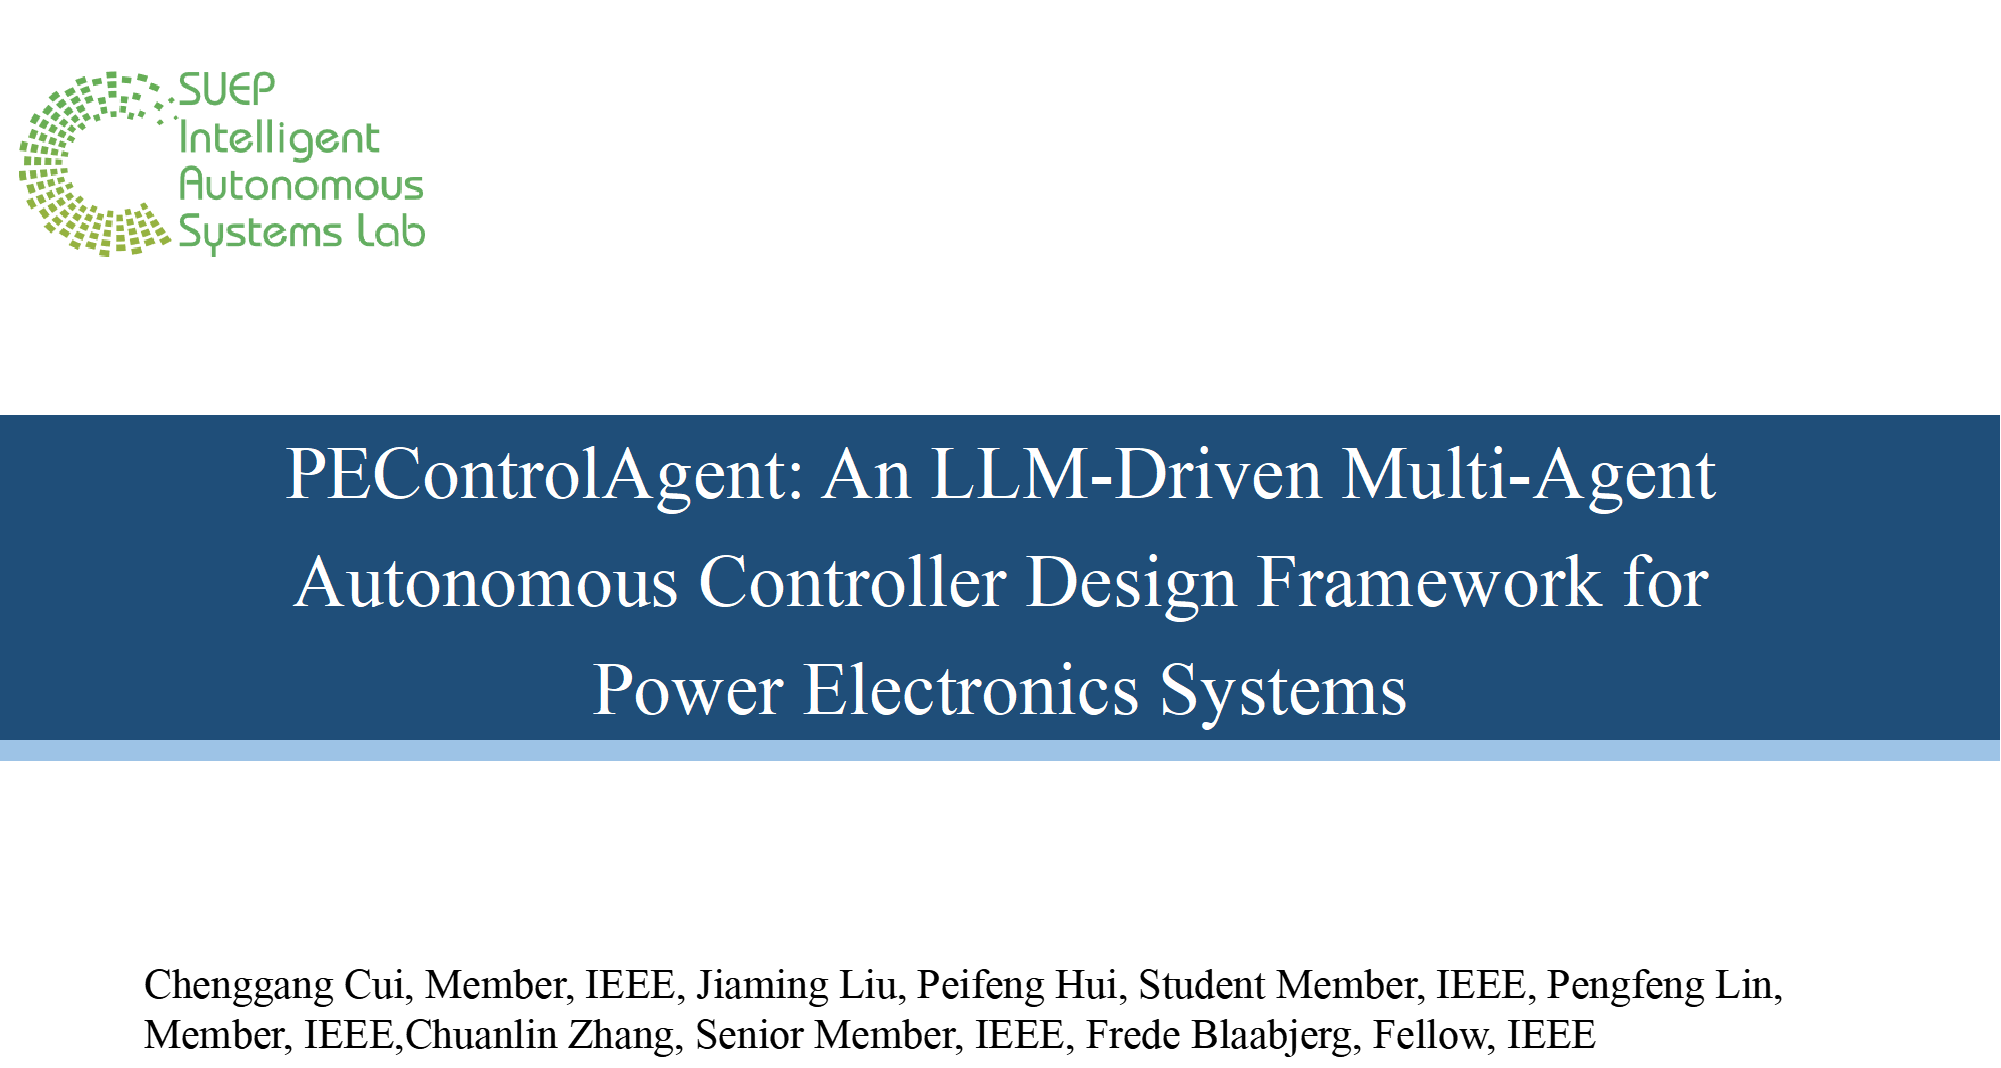 SUEP
Intelligent
Autonomous
Systems Lab
PEControlAgent: An LLM-Driven Multi-Agent
Autonomous Controller Design Framework for
Power Electronics Systems
Chenggang Cui, Member, IEEE, Jiaming Liu, Peifeng Hui, Student Member, IEEE, Pengfeng Lin,
Member, IEEE,Chuanlin Zhang, Senior Member, IEEE, Frede Blaabjerg, Fellow, IEEE